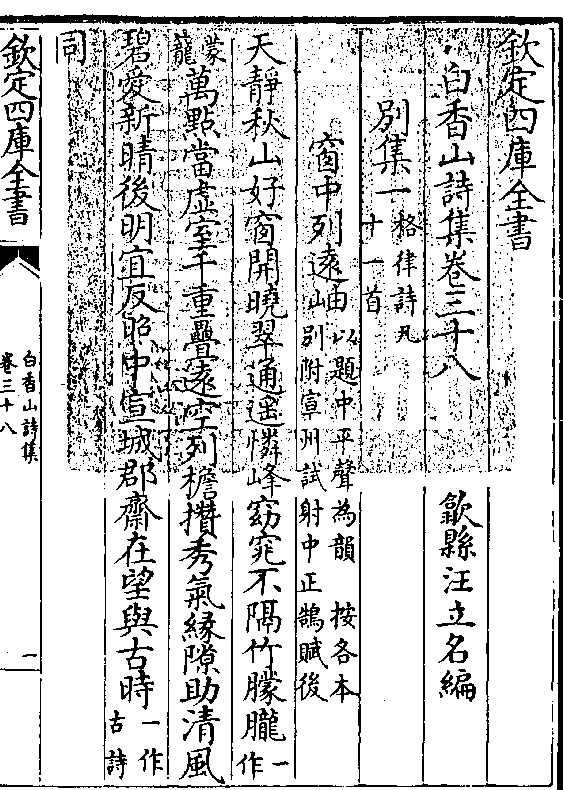 欽定四庫全書
白香山詩集卷三十八
歙縣汪立名編
別集一格律詩凡十一首
窗中列遠岫以題中平聲為韻 按各本別附宣州試射中正鵠賦後
天靜秋山好窗開曉翠通遥憐峰窈窕不隔竹朦朧一作
蒙蘢萬點當虚室千重疊遠空列檐攢秀氣縁隙助清風
碧愛新晴後明宜反照中宣城郡齋在望與古時一作古詩
同
欽定四庫全書
白香山詩集
卷三十八
一